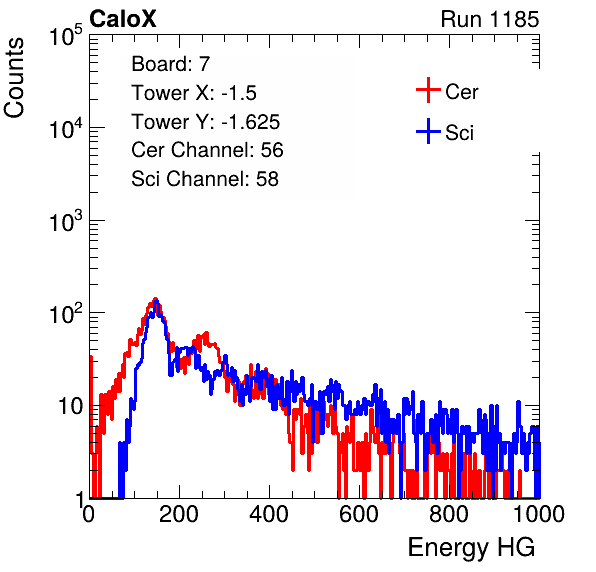 CaloX Run 1185
Counts
10^5
10^4
10^3
10^2
10
1
Board: 7
Tower X: -1.5
Tower Y: -1.625
Cer Channel: 56
Sci Channel: 58
Cer
Sci
0 200 400 600 800 1000
Energy HG